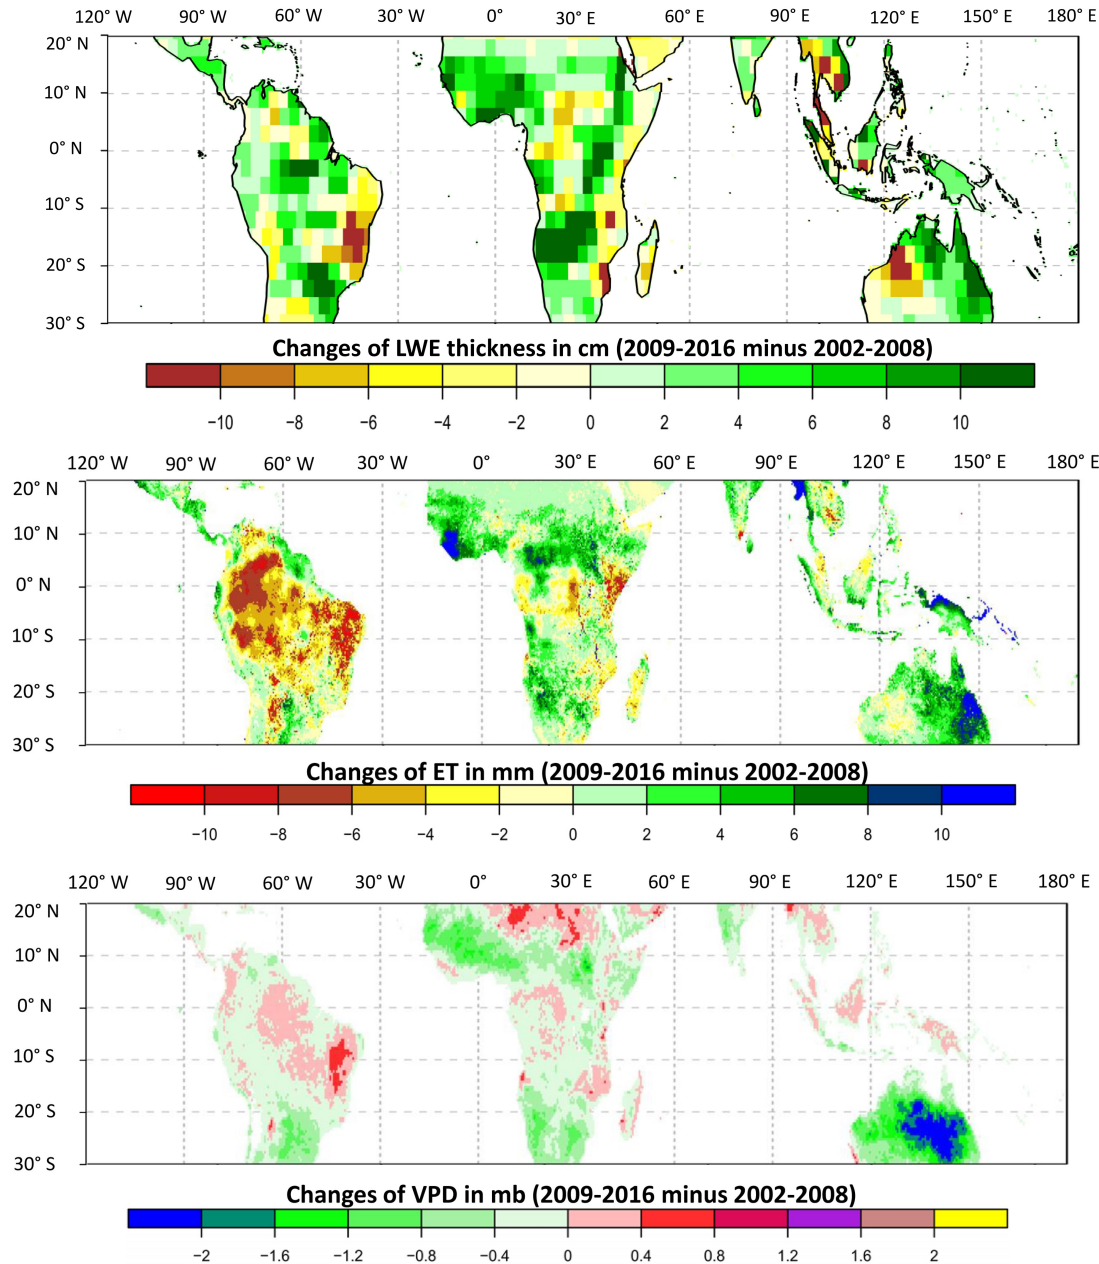 120° W 90° W 60° W 30° W 0° 30° E 60° E 90° E 120° E 150° E 180° E
20° N
10° N
0° N
10° S
20° S
30° S
Changes of LWE thickness in cm (2009-2016 minus 2002-2008)
−10 −8 −6 −4 −2 0 2 4 6 8 10
120° W 90° W 60° W 30° W 0° 30° E 60° E 90° E 120° E 150° E 180° E
20° N
10° N
0° N
10° S
20° S
30° S
Changes of ET in mm (2009-2016 minus 2002-2008)
−10 −8 −6 −4 −2 0 2 4 6 8 10
120° W 90° W 60° W 30° W 0° 30° E 60° E 90° E 120° E 150° E 180° E
20° N
10° N
0° N
10° S
20° S
30° S
Changes of VPD in mb (2009-2016 minus 2002-2008)
−2 −1.6 −1.2 −0.8 −0.4 0 0.4 0.8 1.2 1.6 2